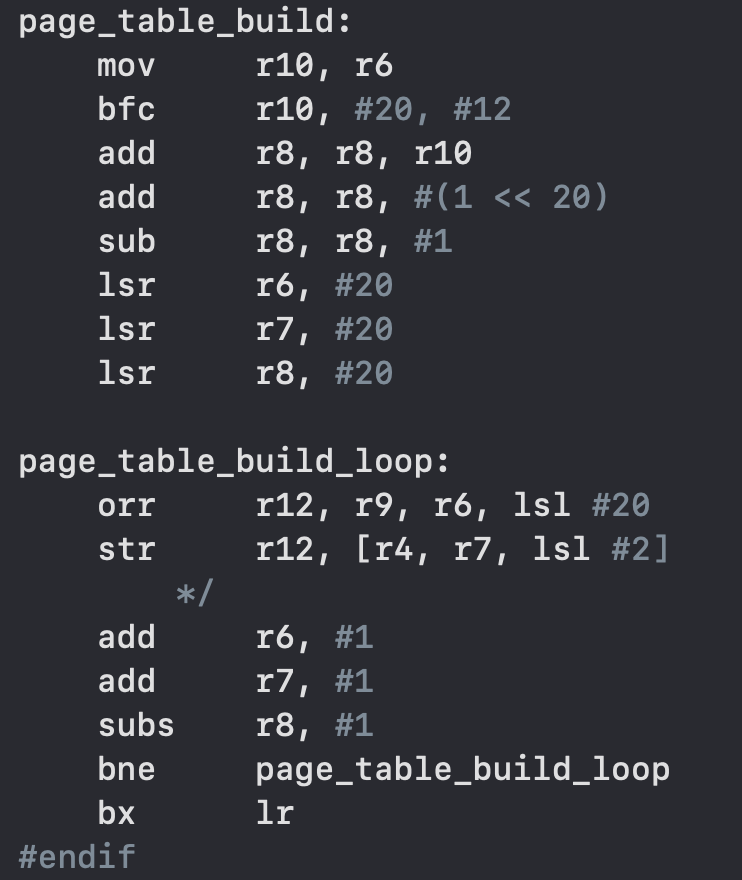 page_table_build:
mov r10, r6
bfc r10, #20, #12
add r8, r8, r10
add r8, r8, #(1 << 20)
sub r8, r8, #1
lsr r6, #20
lsr r7, #20
lsr r8, #20
page_table_build_loop:
orr r12, r9, r6, lsl #20
str r12, [r4, r7, lsl #2]
*/
add r6, #1
add r7, #1
subs r8, #1
bne page_table_build_loop
bx lr
#endif